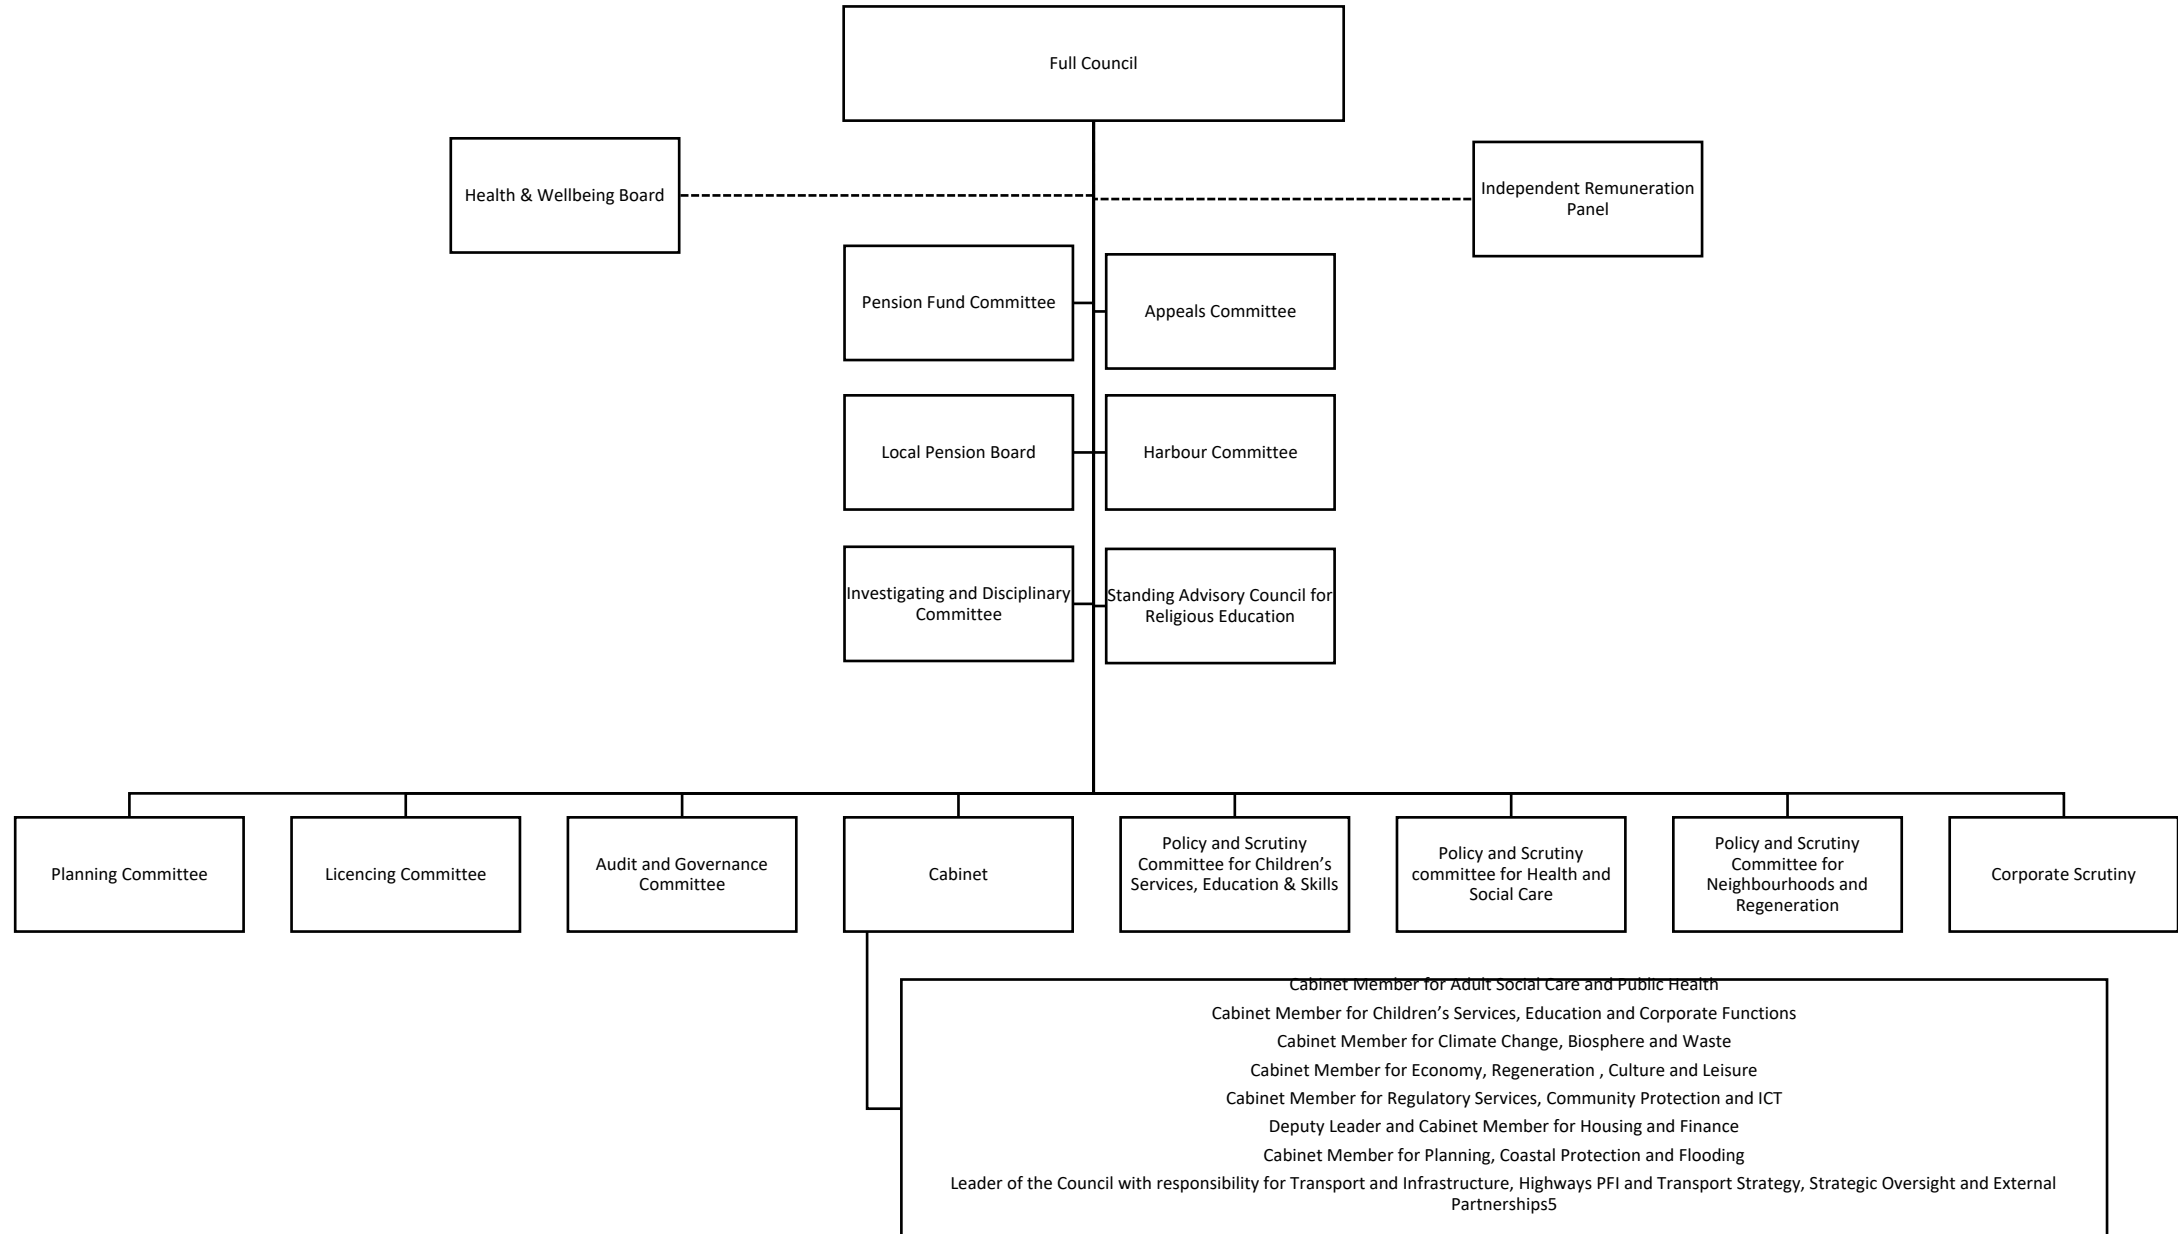 Full Council
Health & Wellbeing Board
Independent Remuneration
Panel
Pension Fund Committee
Appeals Committee
Local Pension Board
Harbour Committee
Investigating and Disciplinary
Committee
Standing Advisory Council for
Religious Education
Planning Committee
Licencing Committee
Audit and Governance
Committee
Cabinet
Policy and Scrutiny
Committee for Children’s
Services, Education & Skills
Policy and Scrutiny
committee for Health and
Social Care
Policy and Scrutiny
Committee for
Neighbourhoods and
Regeneration
Corporate Scrutiny
Cabinet Member for Adult Social Care and Public Health
Cabinet Member for Children’s Services, Education and Corporate Functions
Cabinet Member for Climate Change, Biosphere and Waste
Cabinet Member for Economy, Regeneration , Culture and Leisure
Cabinet Member for Regulatory Services, Community Protection and ICT
Deputy Leader and Cabinet Member for Housing and Finance
Cabinet Member for Planning, Coastal Protection and Flooding
Leader of the Council with responsibility for Transport and Infrastructure, Highways PFI and Transport Strategy, Strategic Oversight and External
Partnerships5